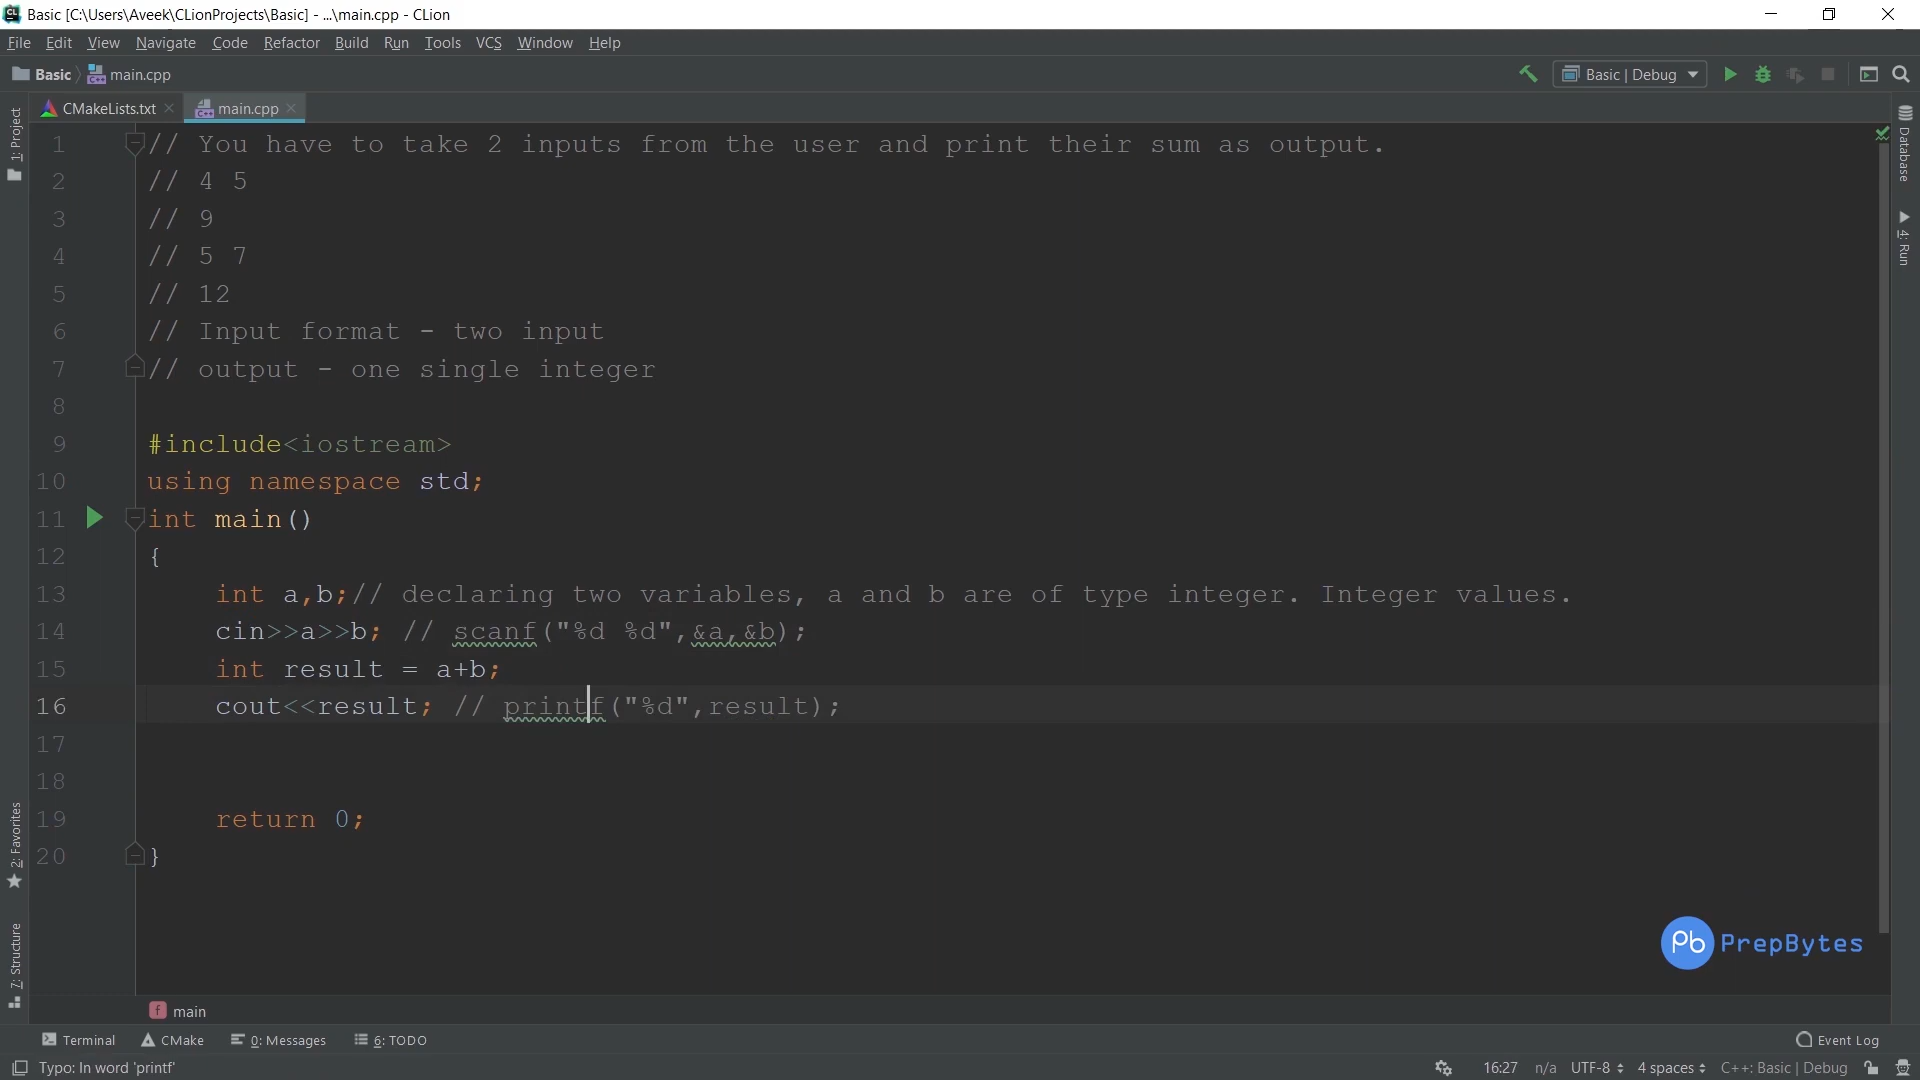 Basic [C:\Users\Aveek\CLionProjects\Basic] - ...\main.cpp - CLion
File Edit View Navigate Code Refactor Build Run Tools VCS Window Help
Basic main.cpp Basic | Debug
CMakeLists.txt main.cpp
1: Project
Database
4: Run
1 // You have to take 2 inputs from the user and print their sum as output.
2 // 4 5
3 // 9
4 // 5 7
5 // 12
6 // Input format - two input
7 // output - one single integer
8
9 #include<iostream>
10 using namespace std;
11 int main()
12 {
13 int a,b;// declaring two variables, a and b are of type integer. Integer values.
14 cin>>a>>b; // scanf("%d %d",&a,&b);
15 int result = a+b;
16 cout<<result; // printf("%d",result);
17
18
19 return 0;
20 }
2: Favorites
7: Structure
Pb PrepBytes
f main
Terminal CMake 0: Messages 6: TODO Event Log
Typo: In word 'printf' 16:27 n/a UTF-8 4 spaces C++: Basic | Debug